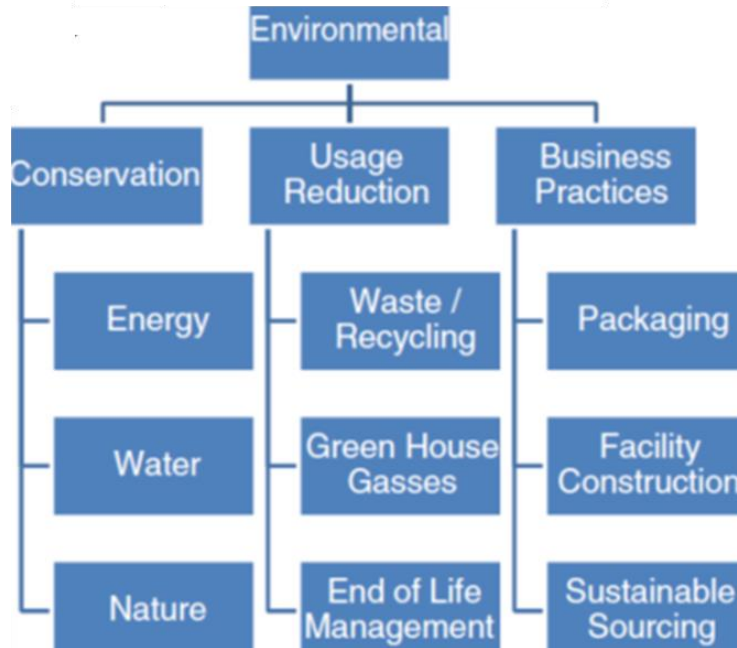 Environmental
Conservation
Usage
Reduction
Business
Practices
Energy
Waste /
Recycling
Packaging
Water
Green House
Gasses
Facility
Construction
Nature
End of Life
Management
Sustainable
Sourcing